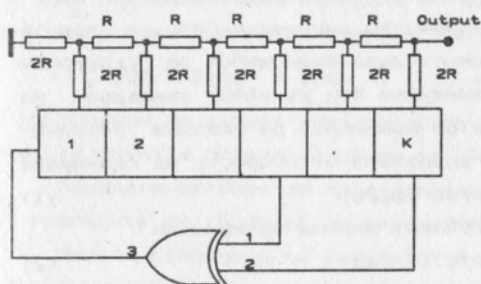 R R R R R Output
2R 2R 2R 2R 2R 2R 2R
1 2 K
1
3
2